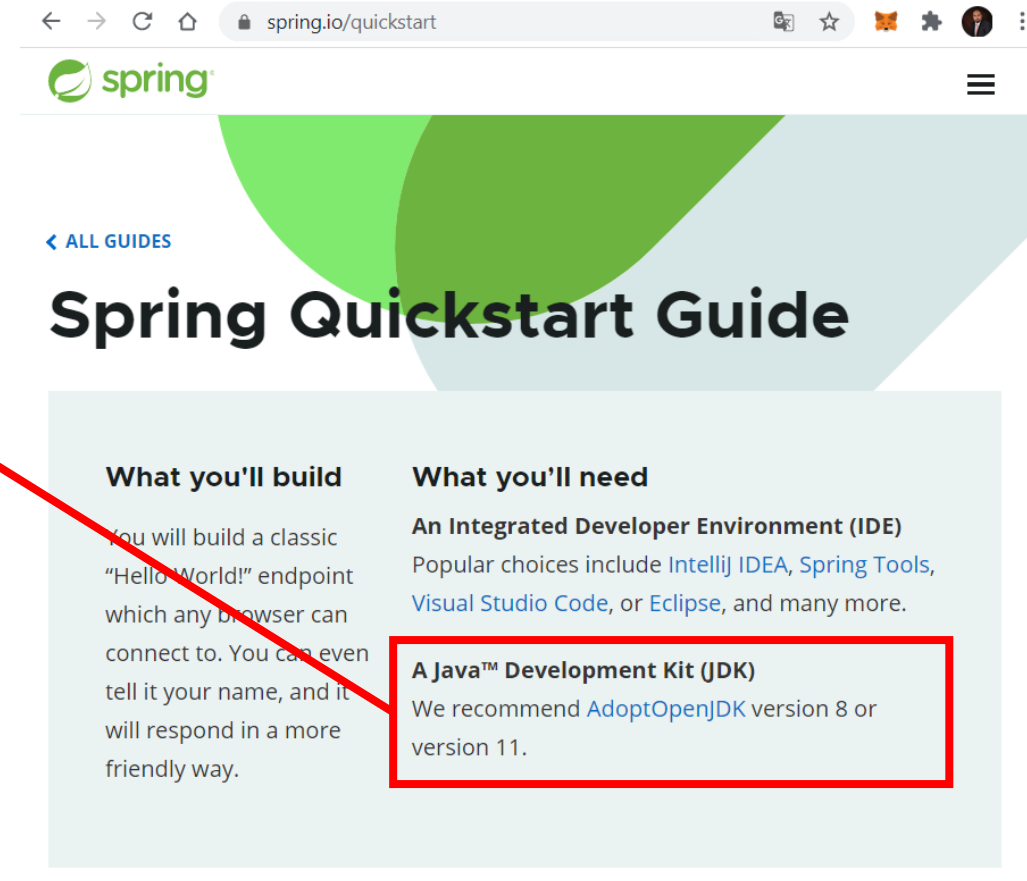 spring.io/quickstart
spring
ALL GUIDES
Spring Quickstart Guide
What you'll build
You will build a classic
“Hello World!” endpoint
which any browser can
connect to. You can even
tell it your name, and it
will respond in a more
friendly way.
What you’ll need
An Integrated Developer Environment (IDE)
Popular choices include IntelliJ IDEA, Spring Tools,
Visual Studio Code, or Eclipse, and many more.
A Java™ Development Kit (JDK)
We recommend AdoptOpenJDK version 8 or
version 11.